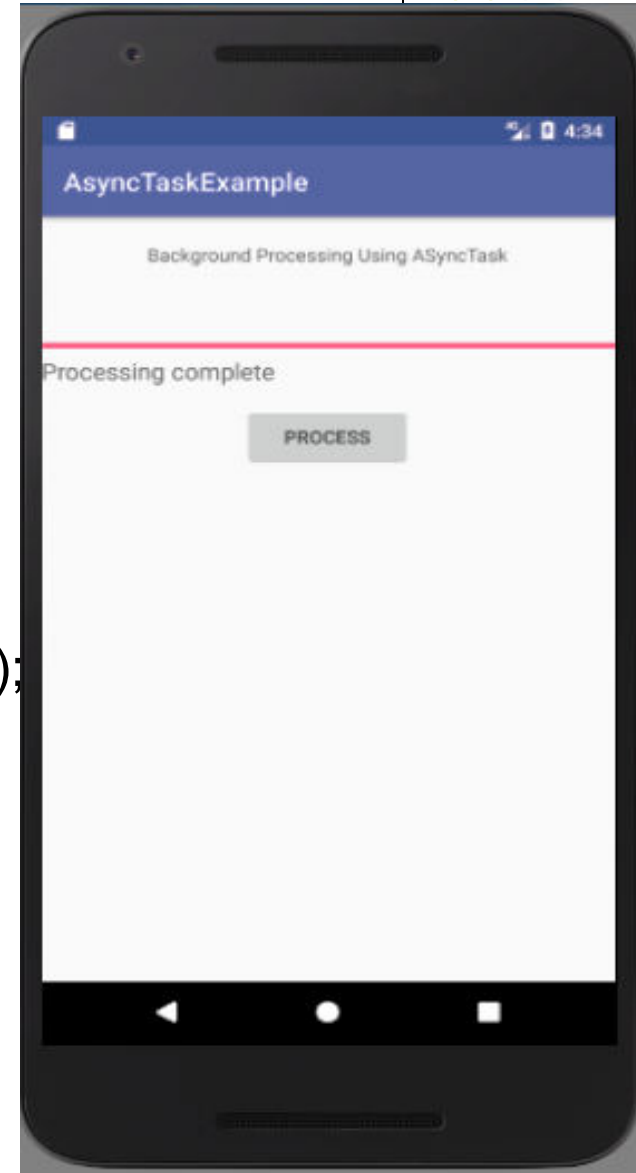 4:34
AsyncTaskExample
Background Processing Using ASyncTask
Processing complete
PROCESS
);